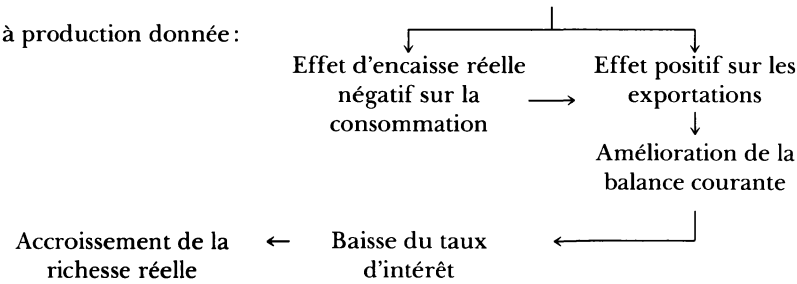 à production donnée :
Effet d'encaisse réelle
négatif sur la
consommation
Effet positif sur les
exportations
Amélioration de la
balance courante
Baisse du taux
d'intérêt
Accroissement de la
richesse réelle